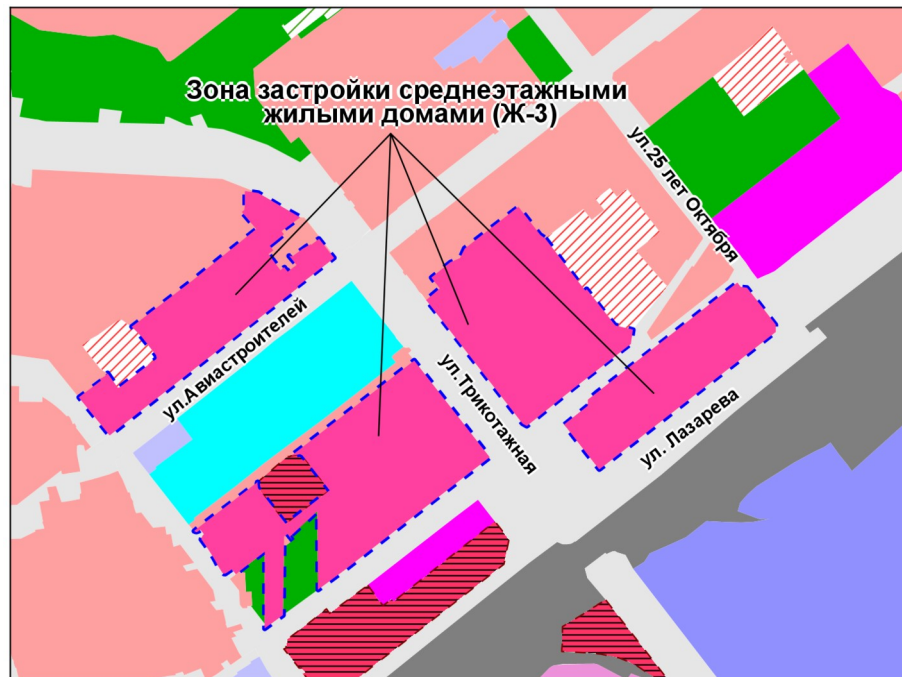 Зона застройки среднеэтажными
жилыми домами (Ж-3)
ул.25 лет Октября
ул.Авиастроителей
ул.Трикотажная
ул. Лазарева